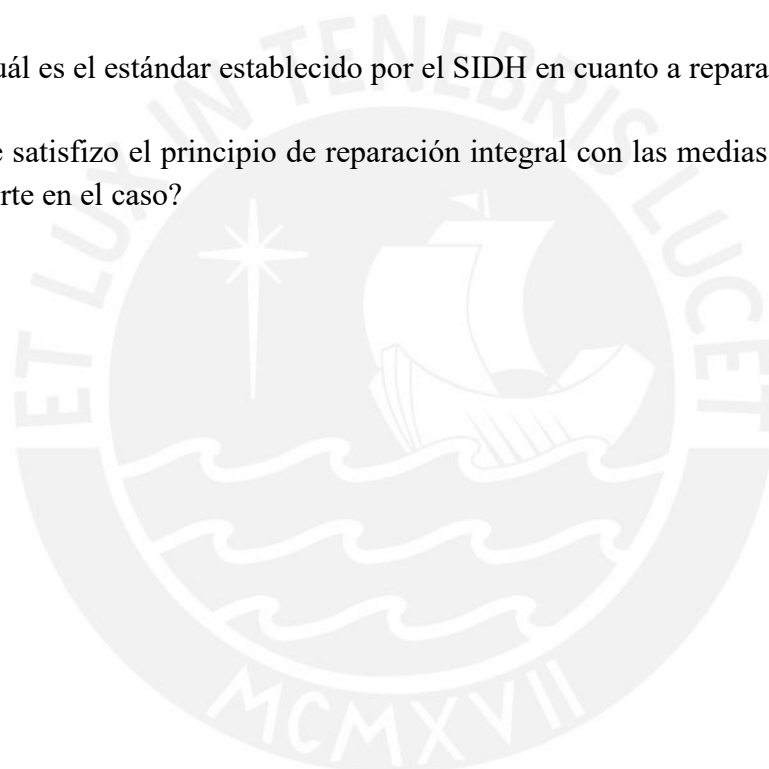 uál es el estándar establecido por el SIDH en cuanto a repara
e satisfizo el principio de reparación integral con las medias
rte en el caso?
ET LUX IN TENEBRIS LUCET
MCMXVII